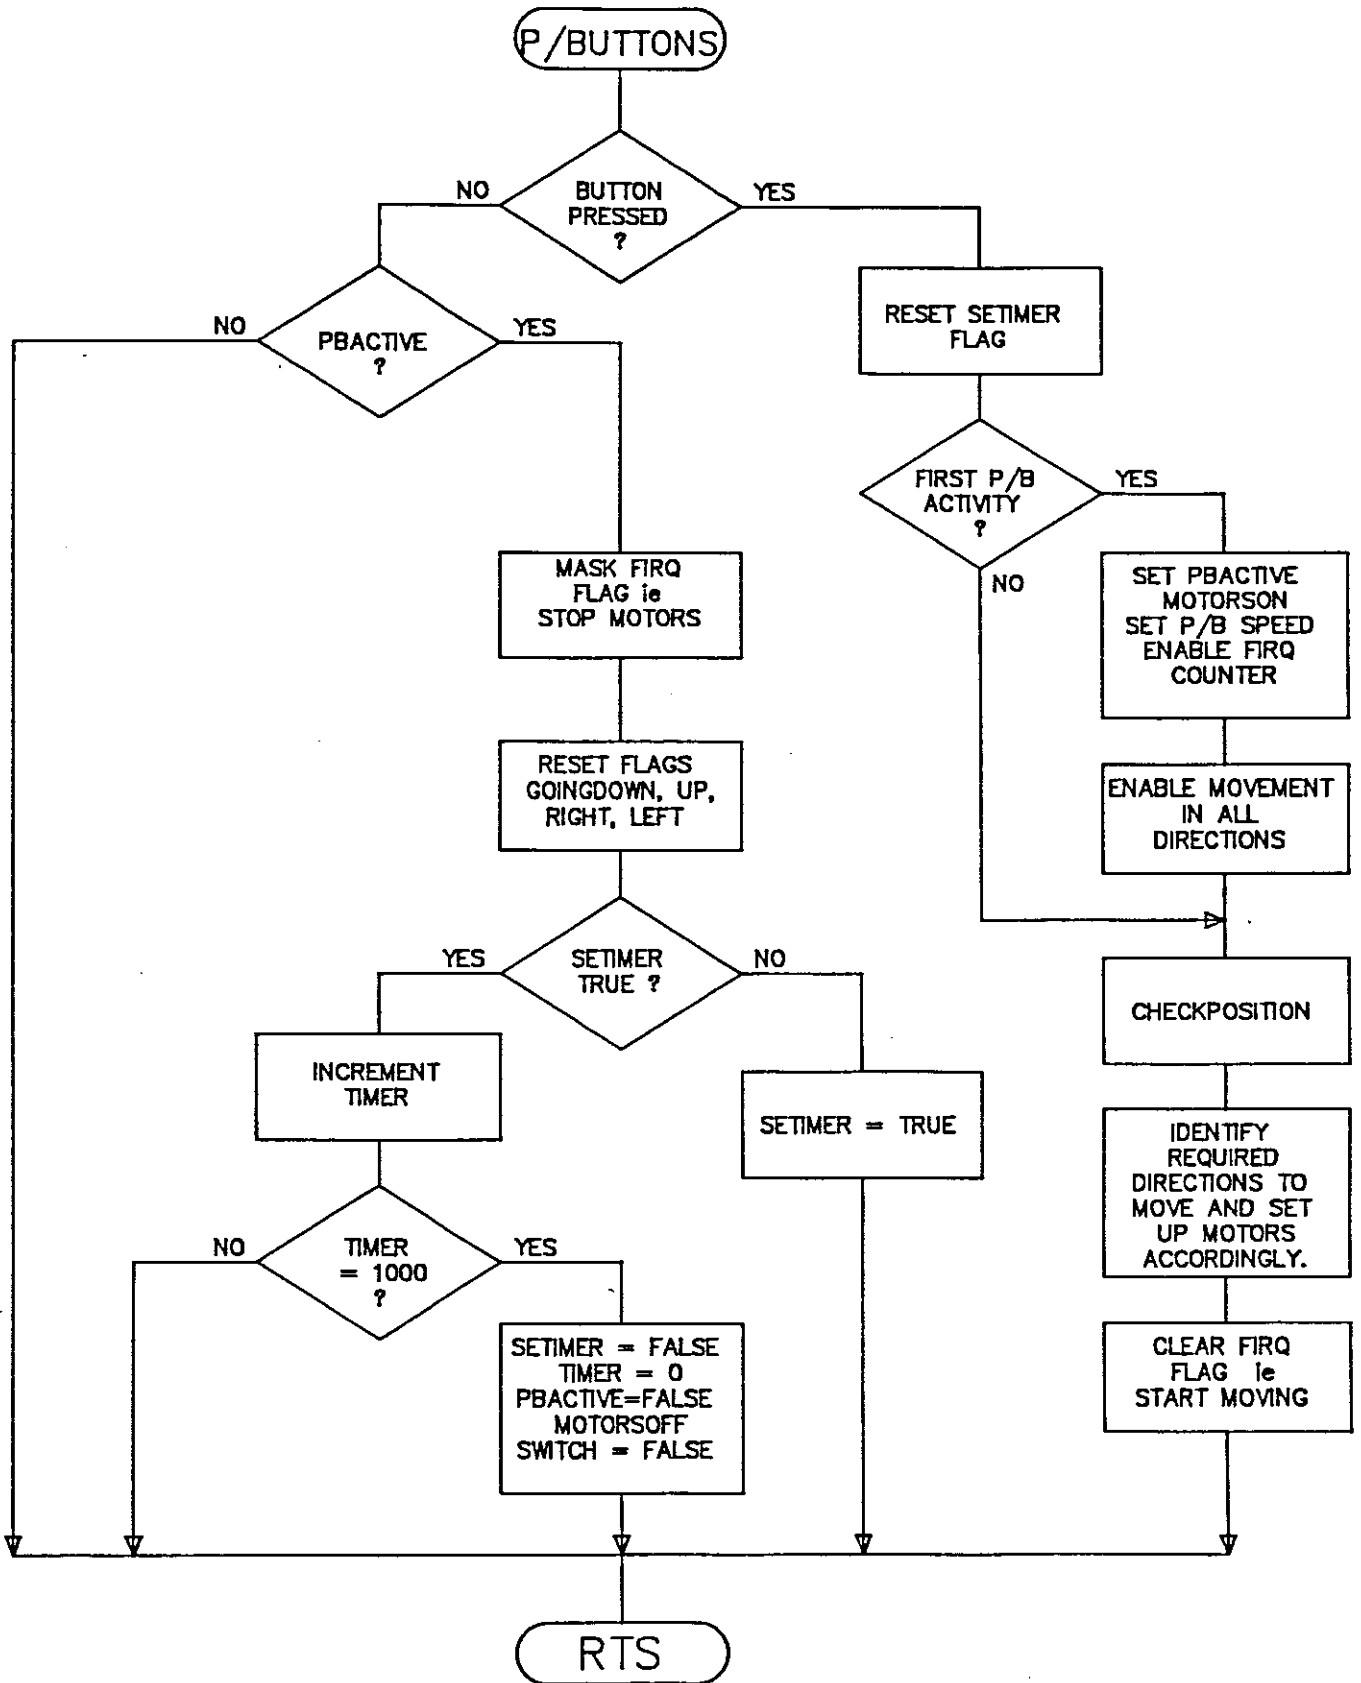 P/BUTTONS
BUTTON
PRESSED
?
NO
YES
PBACTIVE
?
NO
YES
RESET SETIMER
FLAG
FIRST P/B
ACTIVITY
?
YES
NO
MASK FIRQ
FLAG ie
STOP MOTORS
SET PBACTIVE
MOTORSON
SET P/B SPEED
ENABLE FIRQ
COUNTER
RESET FLAGS
GOINGDOWN, UP,
RIGHT, LEFT
ENABLE MOVEMENT
IN ALL
DIRECTIONS
SETIMER
TRUE ?
YES
NO
CHECKPOSITION
INCREMENT
TIMER
SETIMER = TRUE
IDENTIFY
REQUIRED
DIRECTIONS TO
MOVE AND SET
UP MOTORS
ACCORDINGLY.
TIMER
= 1000
?
NO
YES
SETIMER = FALSE
TIMER = 0
PBACTIVE=FALSE
MOTORSOFF
SWITCH = FALSE
CLEAR FIRQ
FLAG ie
START MOVING
RTS